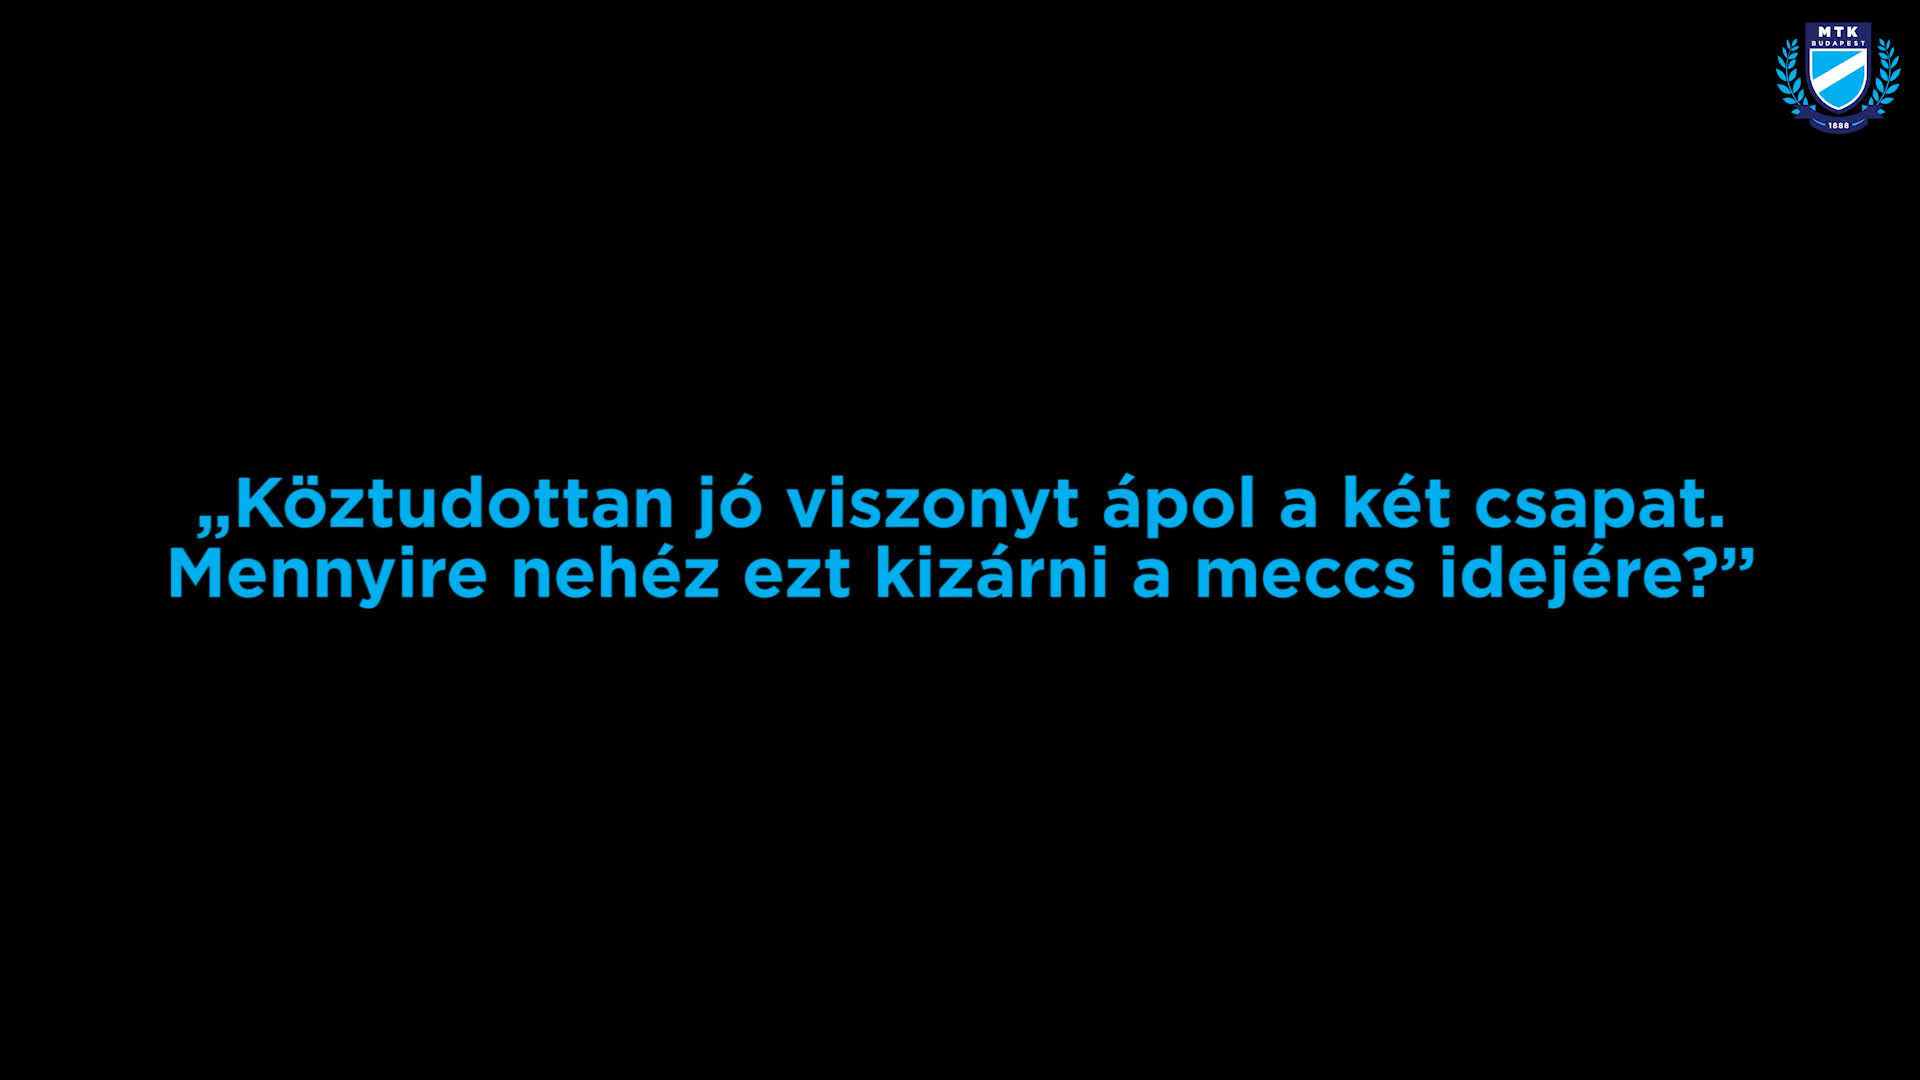 MTK
BUDAPEST
1888
„Köztudottan jó viszonyt ápol a két csapat.
Mennyire nehéz ezt kizárni a meccs idejére?”